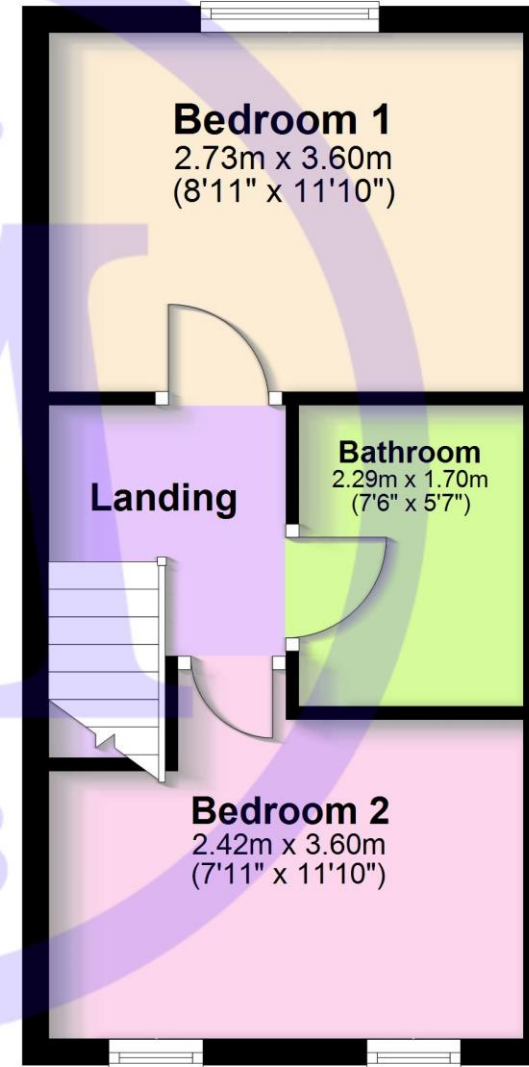 Bedroom 1
2.73m x 3.60m
(8'11" x 11'10")
Landing
Bathroom
2.29m x 1.70m
(7'6" x 5'7")
Bedroom 2
2.42m x 3.60m
(7'11" x 11'10")